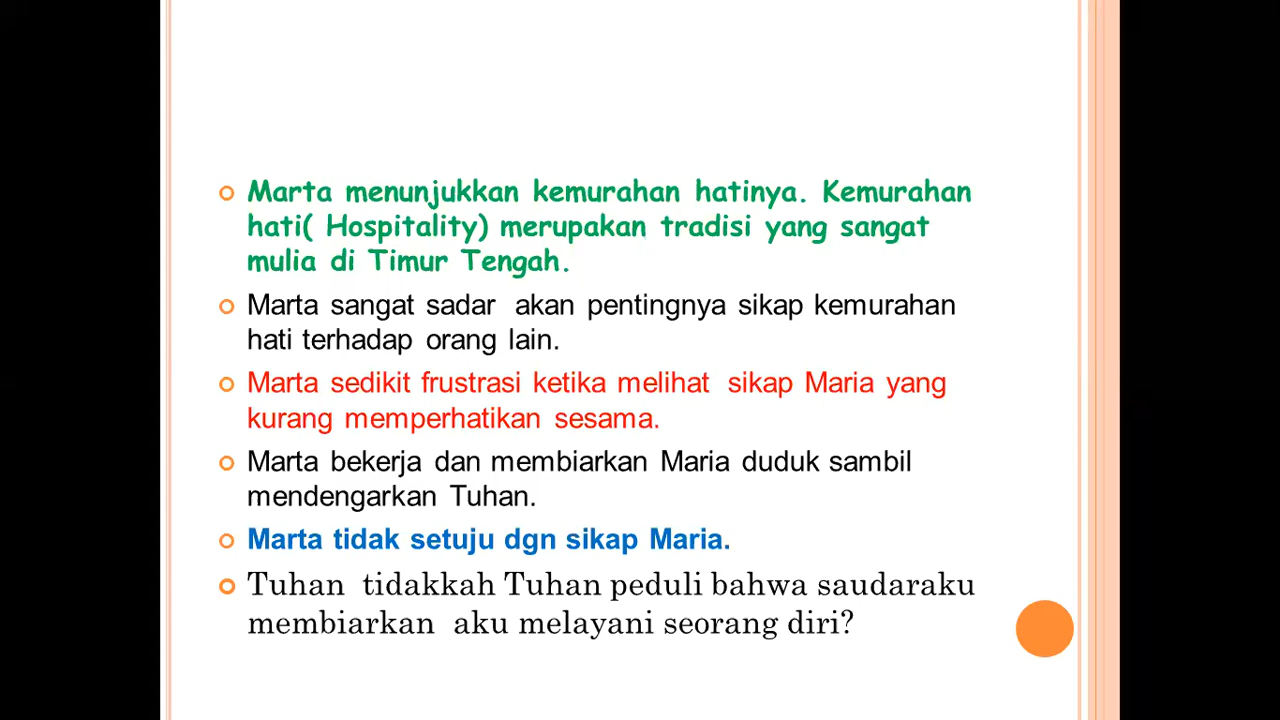 Marta menunjukkan kemurahan hatinya. Kemurahan
hati( Hospitality) merupakan tradisi yang sangat
mulia di Timur Tengah.
Marta sangat sadar akan pentingnya sikap kemurahan
hati terhadap orang lain.
Marta sedikit frustrasi ketika melihat sikap Maria yang
kurang memperhatikan sesama.
Marta bekerja dan membiarkan Maria duduk sambil
mendengarkan Tuhan.
Marta tidak setuju dgn sikap Maria.
Tuhan tidakkah Tuhan peduli bahwa saudaraku
membiarkan aku melayani seorang diri?